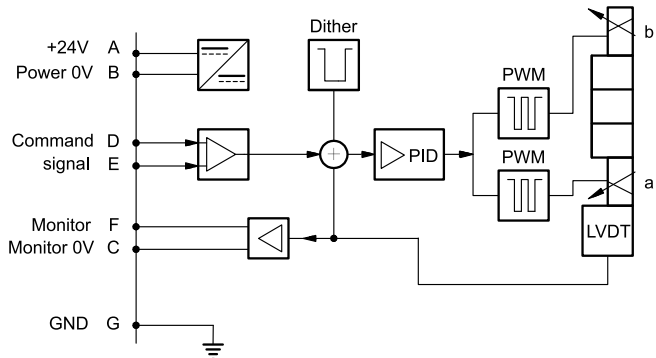 Dither
+24V A
Power 0V B
b
PWM
Command D
signal E
PID
PWM
a
Monitor F
Monitor 0V C
LVDT
GND G